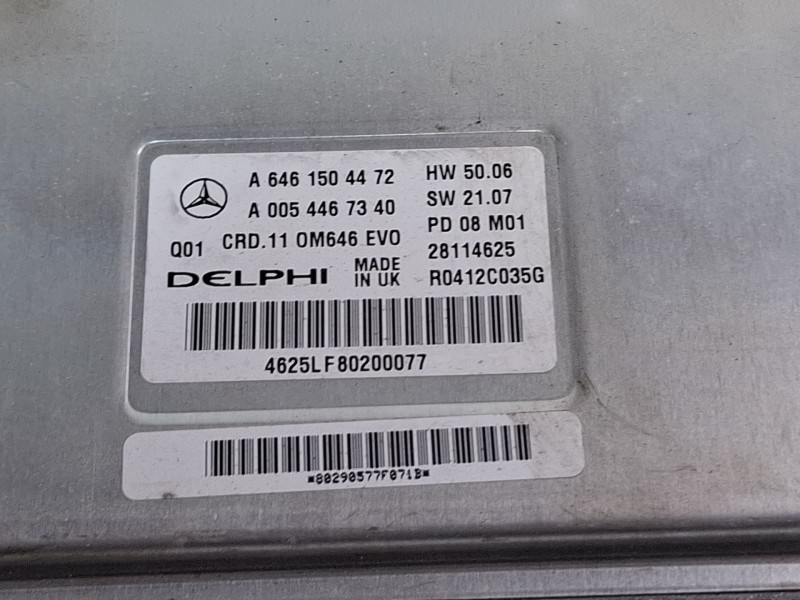 A 646 150 44 72 HW 50.06
A 005 446 73 40 SW 21.07
Q01 CRD.11 OM646 EVO PD 08 M01
DELPHI MADE IN UK 28114625
R0412C035G
4625LF80200077
*80290577F071B*